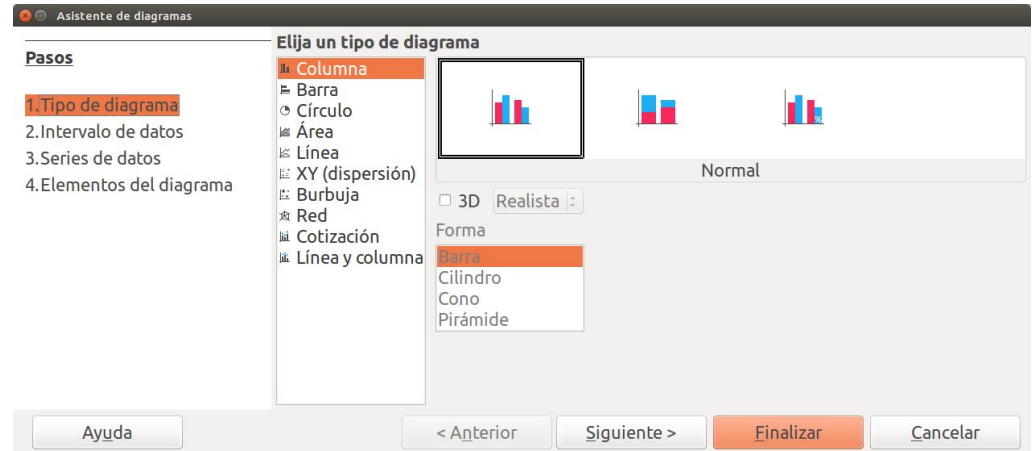 Asistente de diagramas
Pasos
1.Tipo de diagrama
2.Intervalo de datos
3.Series de datos
4.Elementos del diagrama
Elija un tipo de diagrama
Columna
Barra
Círculo
Área
Línea
XY (dispersión)
Burbuja
Red
Cotización
Línea y columna
%
Normal
3D Realista
Forma
Barra
Cilindro
Cono
Pirámide
Ayuda < Anterior Siguiente > Finalizar Cancelar